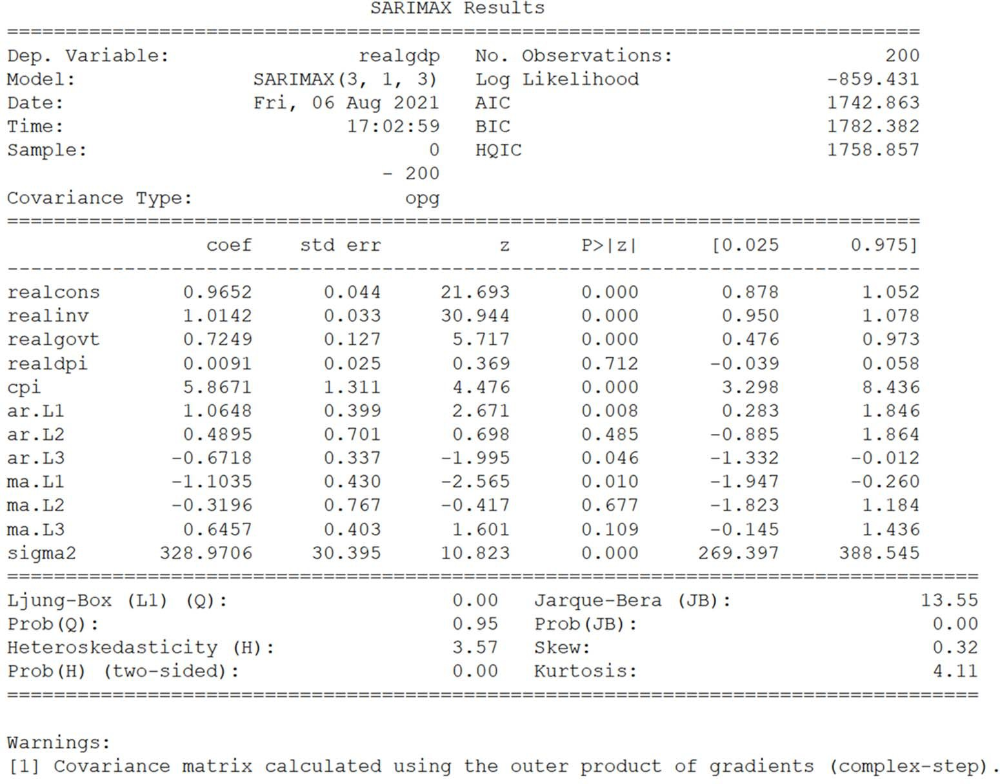 SARIMAX Results
==============================================================================
Dep. Variable:                realgdp   No. Observations:                  200
Model:               SARIMAX(3, 1, 3)   Log Likelihood                -859.431
Date:                Fri, 06 Aug 2021   AIC                           1742.863
Time:                        17:02:59   BIC                           1782.382
Sample:                             0   HQIC                          1758.857
                                - 200
Covariance Type:                  opg
==============================================================================
                 coef    std err          z      P>|z|      [0.025      0.975]
------------------------------------------------------------------------------
realcons       0.9652      0.044     21.693      0.000       0.878       1.052
realinv        1.0142      0.033     30.944      0.000       0.950       1.078
realgovt       0.7249      0.127      5.717      0.000       0.476       0.973
realdpi        0.0091      0.025      0.369      0.712      -0.039       0.058
cpi            5.8671      1.311      4.476      0.000       3.298       8.436
ar.L1          1.0648      0.399      2.671      0.008       0.283       1.846
ar.L2          0.4895      0.701      0.698      0.485      -0.885       1.864
ar.L3         -0.6718      0.337     -1.995      0.046      -1.332      -0.012
ma.L1         -1.1035      0.430     -2.565      0.010      -1.947      -0.260
ma.L2         -0.3196      0.767     -0.417      0.677      -1.823       1.184
ma.L3          0.6457      0.403      1.601      0.109      -0.145       1.436
sigma2       328.9706     30.395     10.823      0.000     269.397     388.545
===================================================================================
Ljung-Box (L1) (Q):                   0.00   Jarque-Bera (JB):                13.55
Prob(Q):                              0.95   Prob(JB):                         0.00
Heteroskedasticity (H):               3.57   Skew:                             0.32
Prob(H) (two-sided):                  0.00   Kurtosis:                         4.11
===================================================================================
Warnings:
[1] Covariance matrix calculated using the outer product of gradients (complex-step).